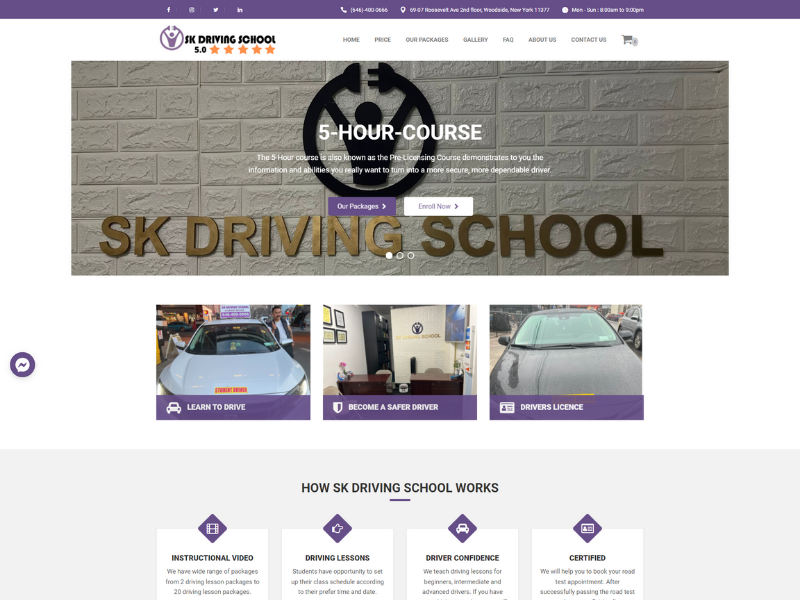 (646)-400-0666
69-07 Roosevelt Ave 2nd floor, Woodside, New York 11377
Mon - Sun : 8:00am to 9:00pm
SK DRIVING SCHOOL
5.0
HOME
PRICE
OUR PACKAGES
GALLERY
FAQ
ABOUT US
CONTACT US
0
5-HOUR-COURSE
The 5-Hour course is also known as the Pre-Licensing Course demonstrates to you the
information and abilities you really want to turn into a more secure, more dependable driver.
Our Packages
Enroll Now
SK DRIVING SCHOOL
STUDENT DRIVER
SK DRIVING SCHOOL
LEARN TO DRIVE
BECOME A SAFER DRIVER
DRIVERS LICENCE
HOW SK DRIVING SCHOOL WORKS
INSTRUCTIONAL VIDEO
We have wide range of packages
from 2 driving lesson packages to
20 driving lesson packages.
DRIVING LESSONS
Students have opportunity to set
up their class schedule according
to their prefer time and date.
DRIVER CONFIDENCE
We teach driving lessons for
beginners, intermediate and
advanced drivers. If you have
CERTIFIED
We will help you to book your road
test appointment. After
successfully passing the road test